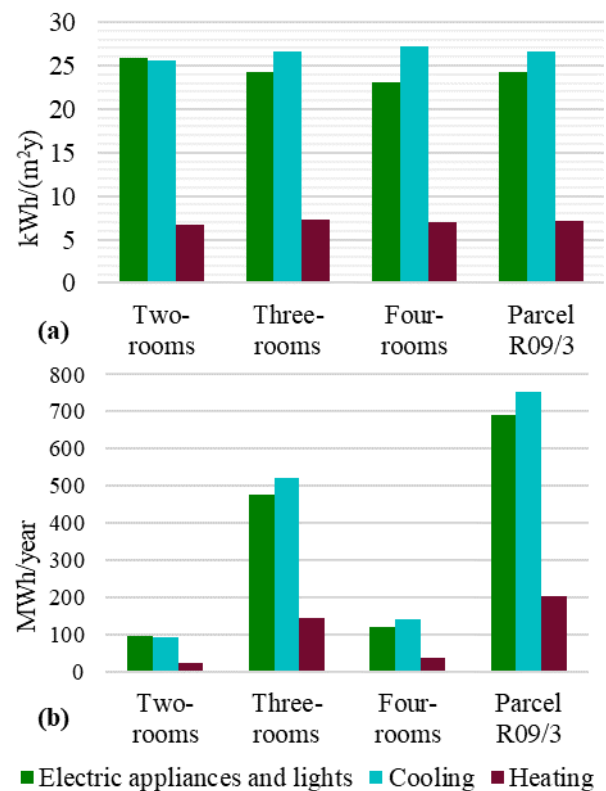 30
25
20
15
10
5
0
kWh/(m²y)
Two-
rooms
Three-
rooms
Four-
rooms
Parcel
R09/3
(a)
800
700
600
500
400
300
200
100
0
MWh/year
Two-
rooms
Three-
rooms
Four-
rooms
Parcel
R09/3
(b)
Electric appliances and lights Cooling Heating